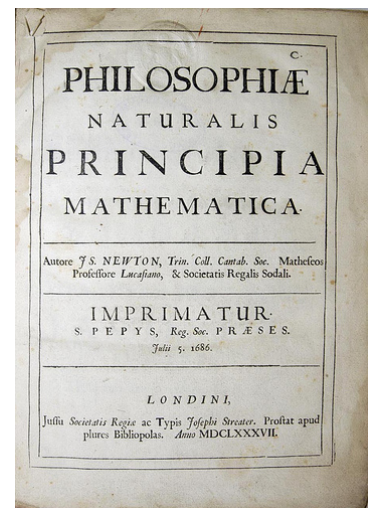 V
C.
PHILOSOPHIÆ
NATURALIS
PRINCIPIA
MATHEMATICA.
Autore JS. NEWTON, Trin. Coll. Cantab. Soc. Matheſeos
Profeſſore Lucaſiano, & Societatis Regalis Sodali.
IMPRIMATUR.
S. PEPYS, Reg. Soc. PRÆSES.
Julii 5. 1686.
LONDINI,
Juſſu Societatis Regiæ ac Typis Joſephi Streater. Proſtat apud
plures Bibliopolas. Anno MDCLXXXVII.